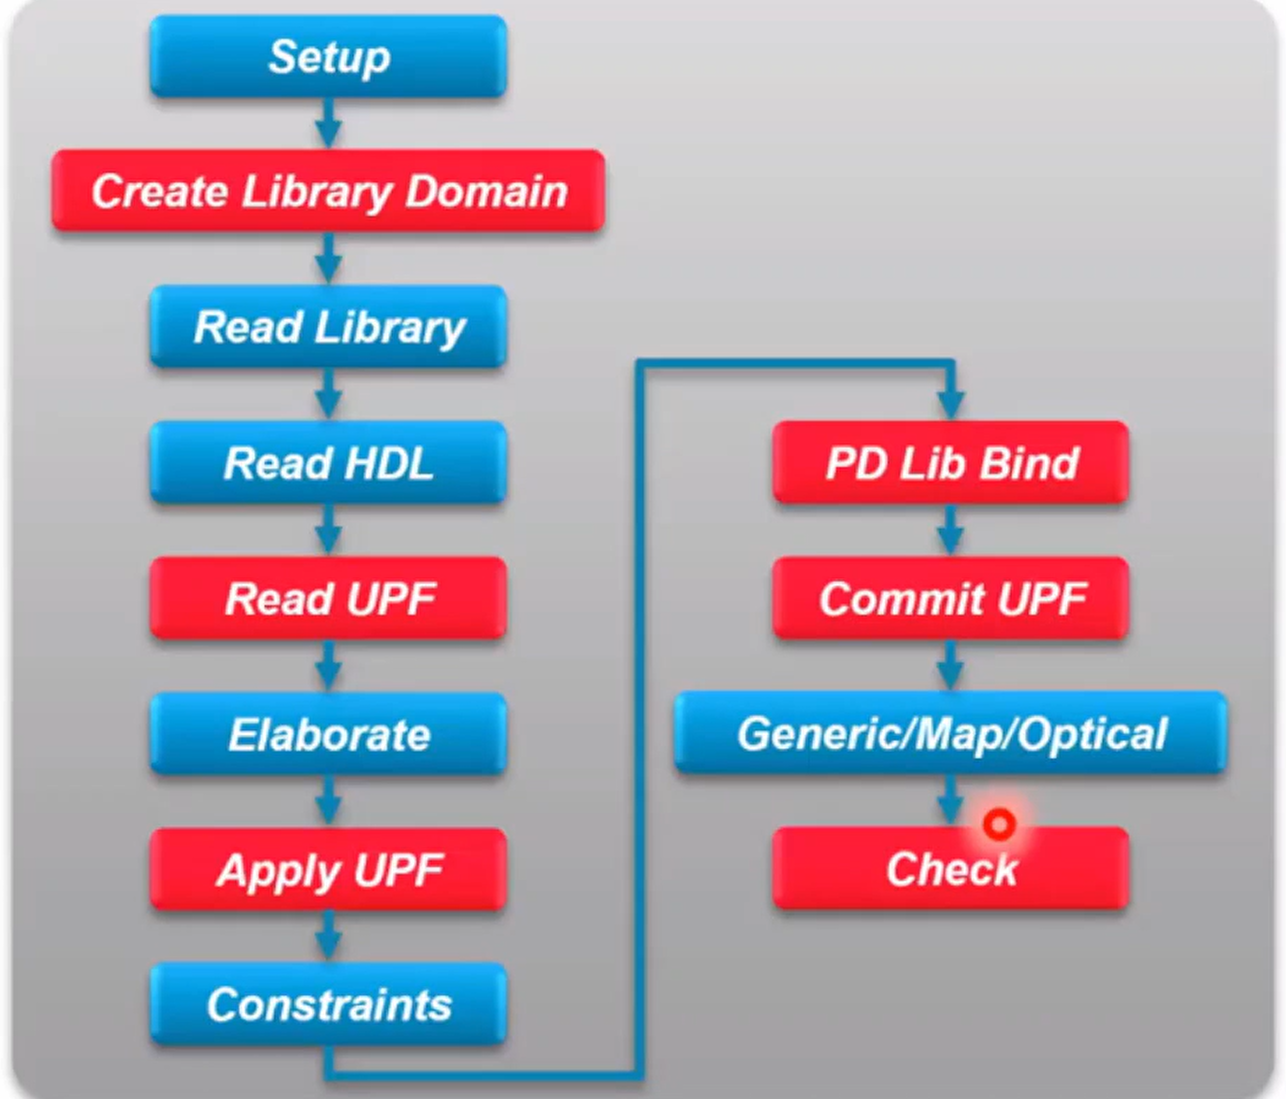 Setup
Create Library Domain
Read Library
Read HDL
Read UPF
Elaborate
Apply UPF
Constraints
PD Lib Bind
Commit UPF
Generic/Map/Optical
Check